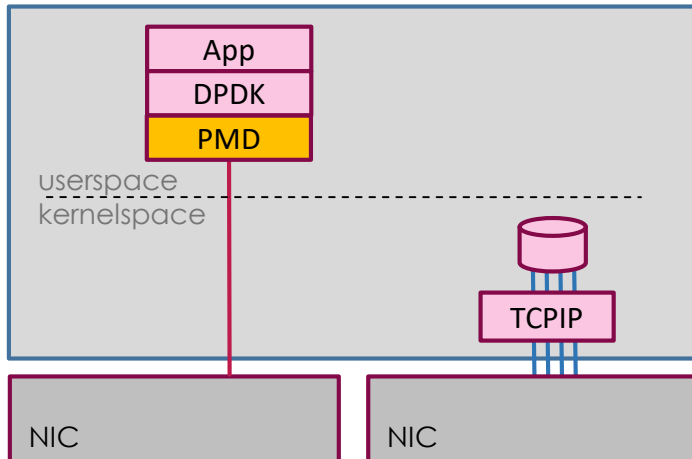 App
DPDK
PMD
userspace
kernelspace
TCPIP
NIC
NIC